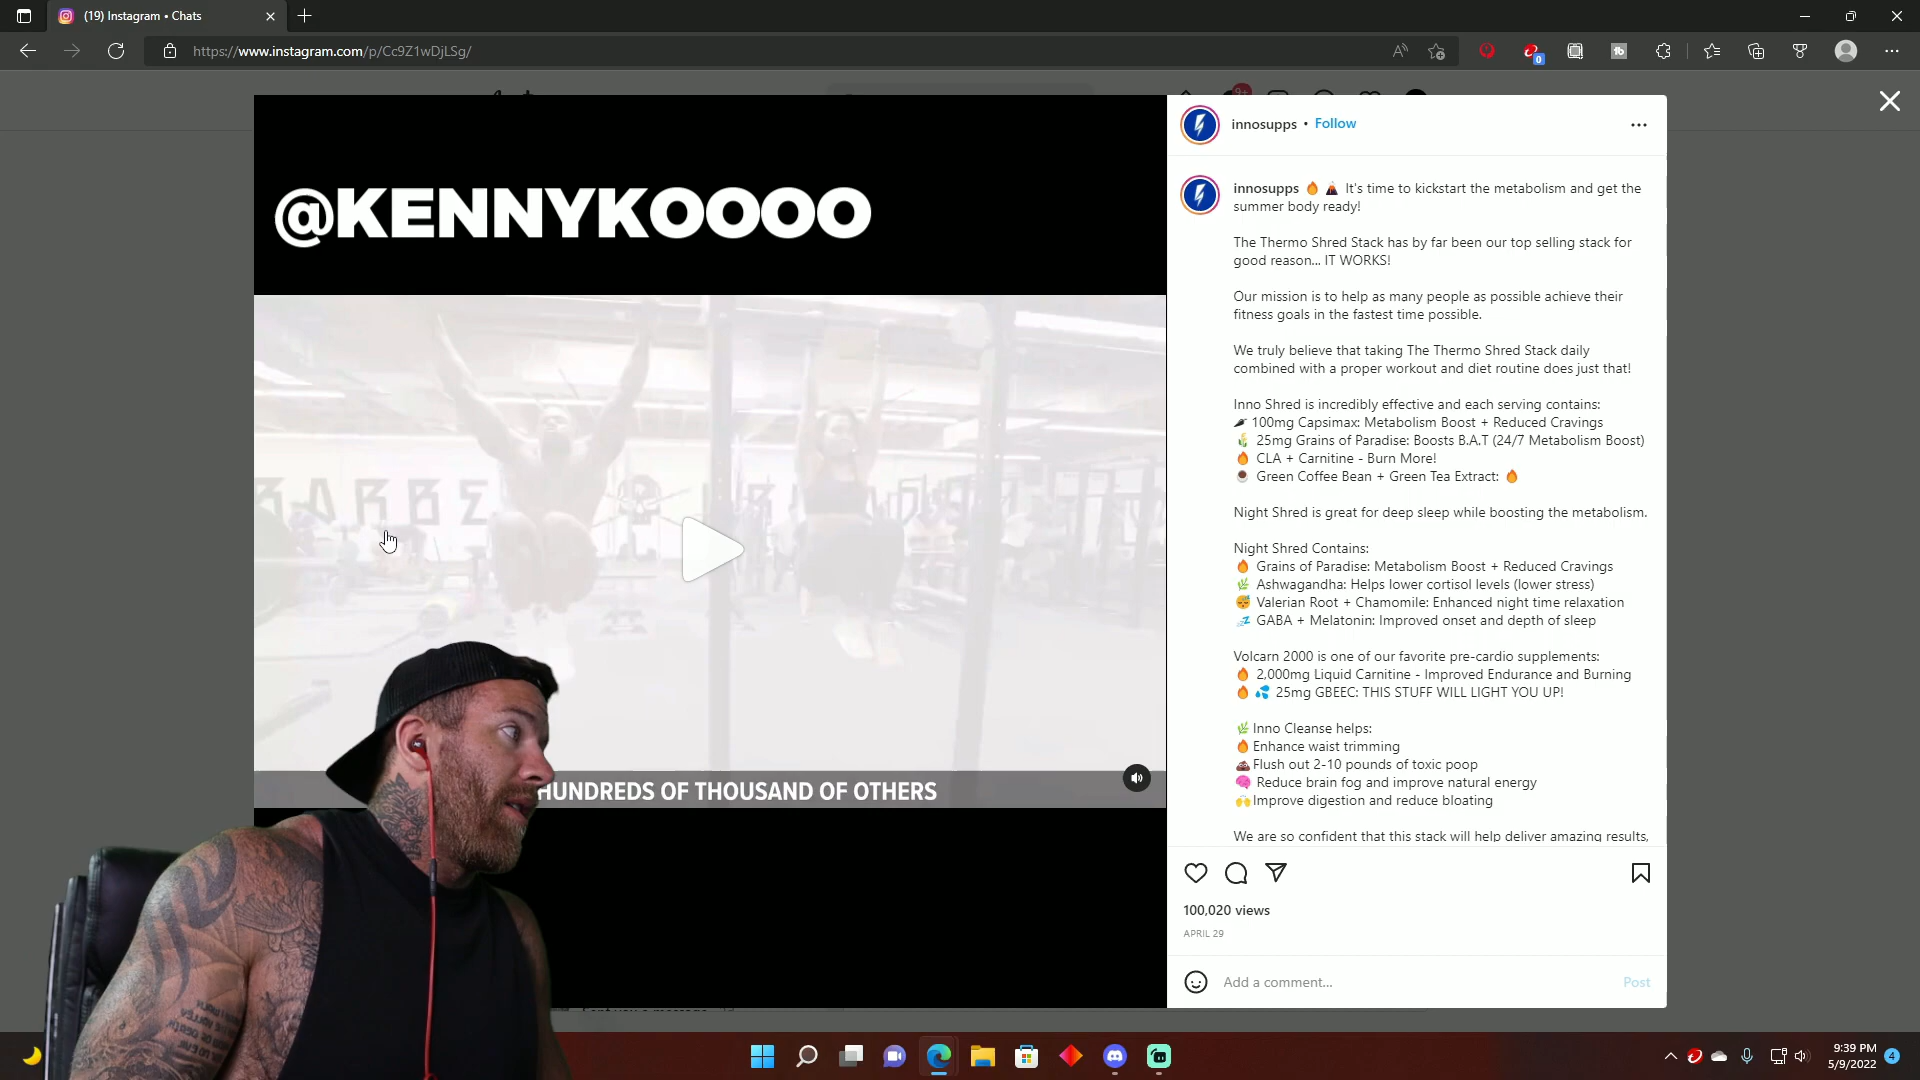 (19) Instagram • Chats
https://www.instagram.com/p/Cc9Z1wDjLSg/
0
9+
@KENNYKOOOO
innosupps • Follow
innosupps 🔥 🌋 It's time to kickstart the metabolism and get the
summer body ready!
The Thermo Shred Stack has by far been our top selling stack for
good reason... IT WORKS!
Our mission is to help as many people as possible achieve their
fitness goals in the fastest time possible.
We truly believe that taking The Thermo Shred Stack daily
combined with a proper workout and diet routine does just that!
Inno Shred is incredibly effective and each serving contains:
🌶 100mg Capsimax: Metabolism Boost + Reduced Cravings
🌾 25mg Grains of Paradise: Boosts B.A.T (24/7 Metabolism Boost)
🔥 CLA + Carnitine - Burn More!
☕ Green Coffee Bean + Green Tea Extract: 🔥
Night Shred is great for deep sleep while boosting the metabolism.
Night Shred Contains:
🔥 Grains of Paradise: Metabolism Boost + Reduced Cravings
🌿 Ashwagandha: Helps lower cortisol levels (lower stress)
😴 Valerian Root + Chamomile: Enhanced night time relaxation
💤 GABA + Melatonin: Improved onset and depth of sleep
Volcarn 2000 is one of our favorite pre-cardio supplements:
🔥 2,000mg Liquid Carnitine - Improved Endurance and Burning
🔥 💦 25mg GBEEC: THIS STUFF WILL LIGHT YOU UP!
🌿 Inno Cleanse helps:
🔥 Enhance waist trimming
💩 Flush out 2-10 pounds of toxic poop
🧠 Reduce brain fog and improve natural energy
🙌 Improve digestion and reduce bloating
We are so confident that this stack will help deliver amazing results,
HUNDREDS OF THOUSAND OF OTHERS
100,020 views
APRIL 29
Add a comment...
Post
9:39 PM
5/9/2022
4